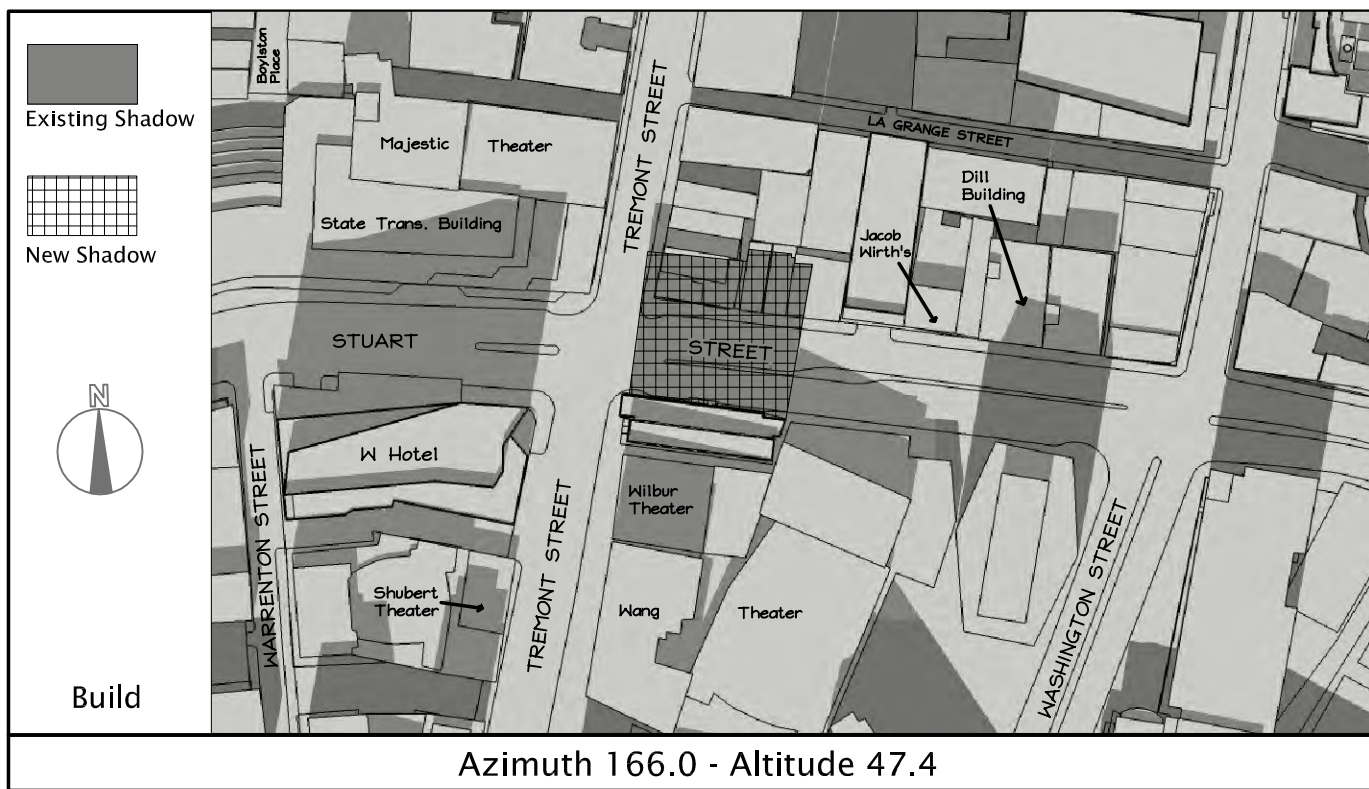 Existing Shadow
New Shadow
N
Build
Boylston
Place
Majestic
Theater
State Trans. Building
TREMONT STREET
LA GRANGE STREET
Dill
Building
Jacob
Wirth's
STUART
STREET
W Hotel
WARRENTON STREET
Shubert
Theater
TREMONT STREET
Wilbur
Theater
Wang
Theater
WASHINGTON STREET
Azimuth 166.0 - Altitude 47.4